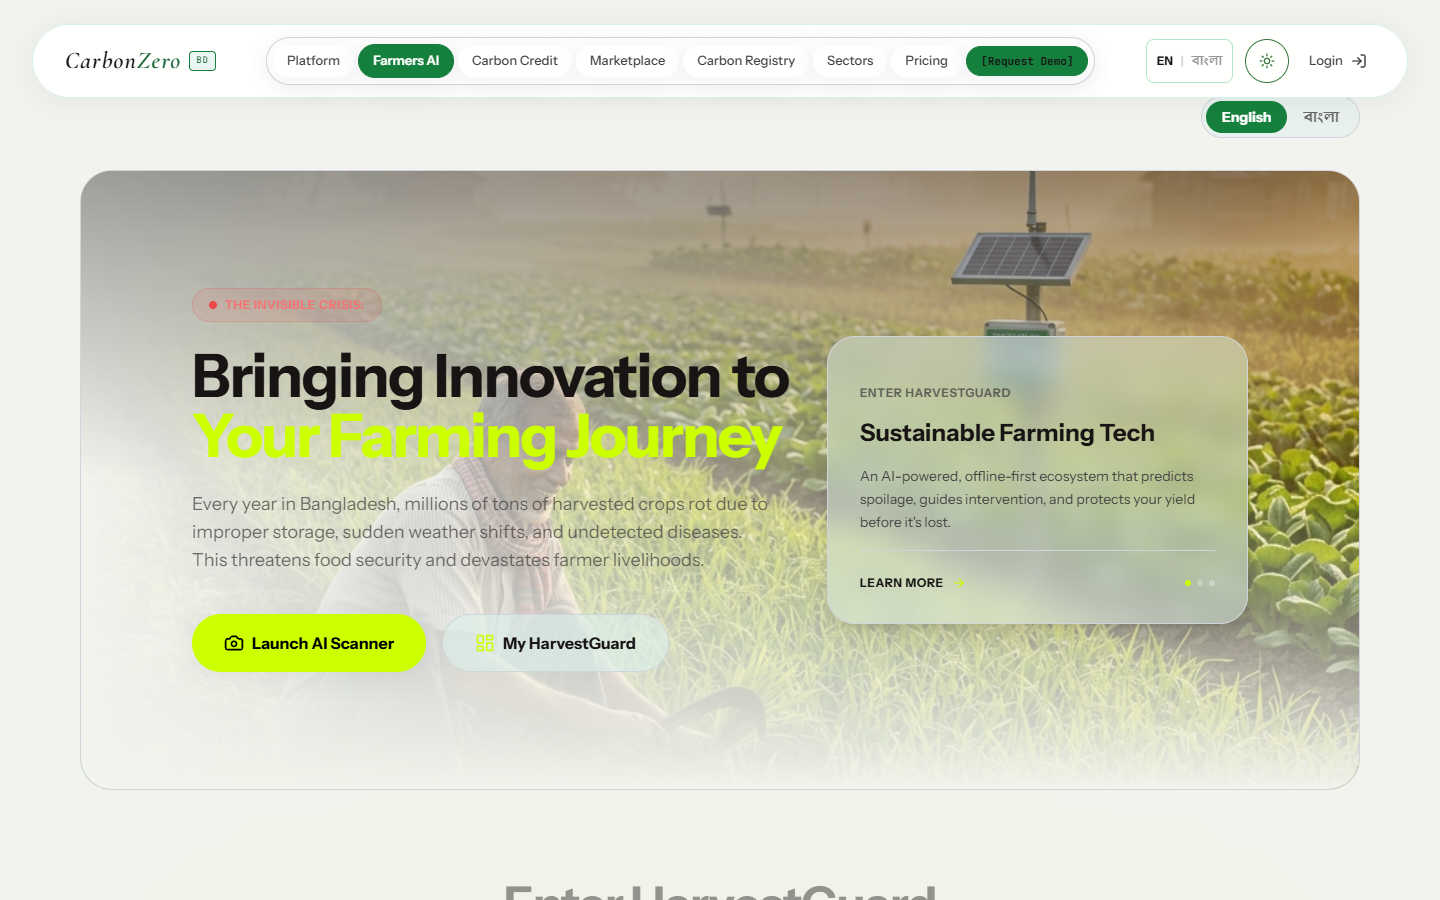 CarbonZero BD
Platform
Farmers AI
Carbon Credit
Marketplace
Carbon Registry
Sectors
Pricing
[Request Demo]
EN | বাংলা
Login
English
বাংলা
THE INVISIBLE CRISIS:
Bringing Innovation to
Your Farming Journey
Every year in Bangladesh, millions of tons of harvested crops rot due to
improper storage, sudden weather shifts, and undetected diseases.
This threatens food security and devastates farmer livelihoods.
Launch AI Scanner
My HarvestGuard
ENTER HARVESTGUARD
Sustainable Farming Tech
An AI-powered, offline-first ecosystem that predicts
spoilage, guides intervention, and protects your yield
before it's lost.
LEARN MORE →
Enter HarvestGuard